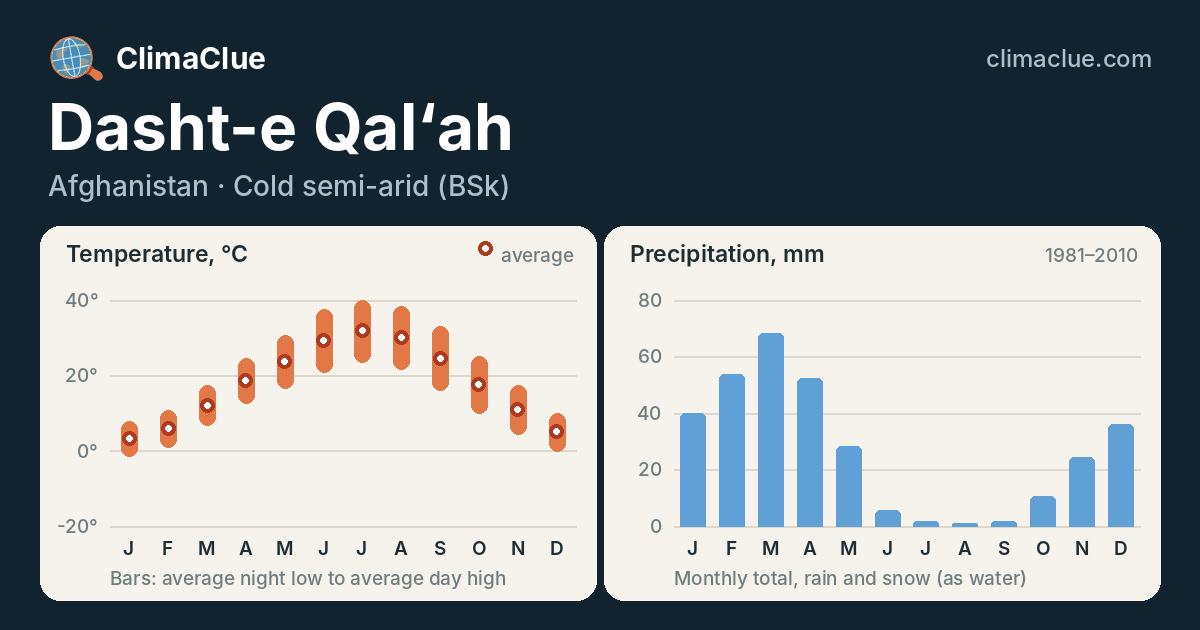 ClimaClue
climaclue.com
Dasht-e Qal‘ah
Afghanistan · Cold semi-arid (BSk)
Temperature, °C
average
40°
20°
0°
-20°
J F M A M J J A S O N D
Bars: average night low to average day high
Precipitation, mm
1981–2010
80
60
40
20
0
J F M A M J J A S O N D
Monthly total, rain and snow (as water)